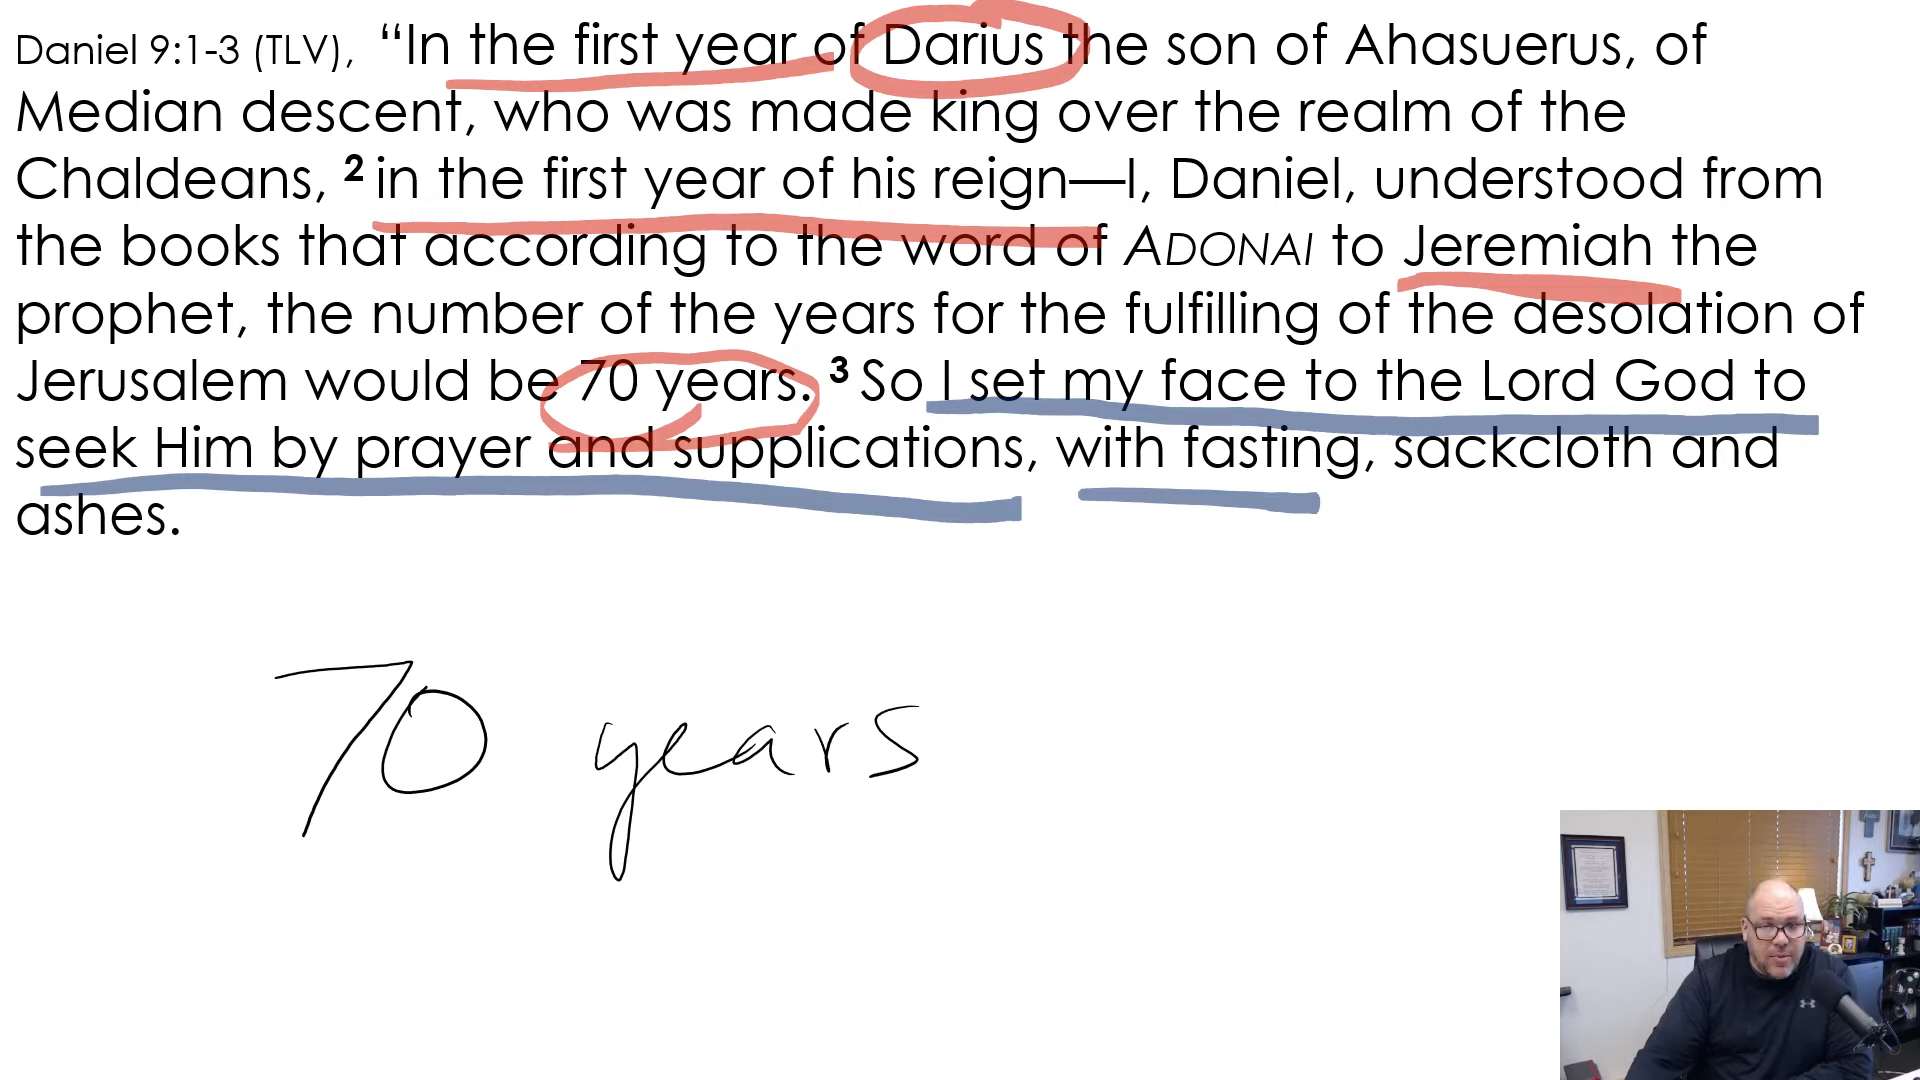 Daniel 9:1-3 (TLV), “In the first year of Darius the son of Ahasuerus, of
Median descent, who was made king over the realm of the
Chaldeans, 2 in the first year of his reign—I, Daniel, understood from
the books that according to the word of ADONAI to Jeremiah the
prophet, the number of the years for the fulfilling of the desolation of
Jerusalem would be 70 years. 3 So I set my face to the Lord God to
seek Him by prayer and supplications, with fasting, sackcloth and
ashes.
70 years